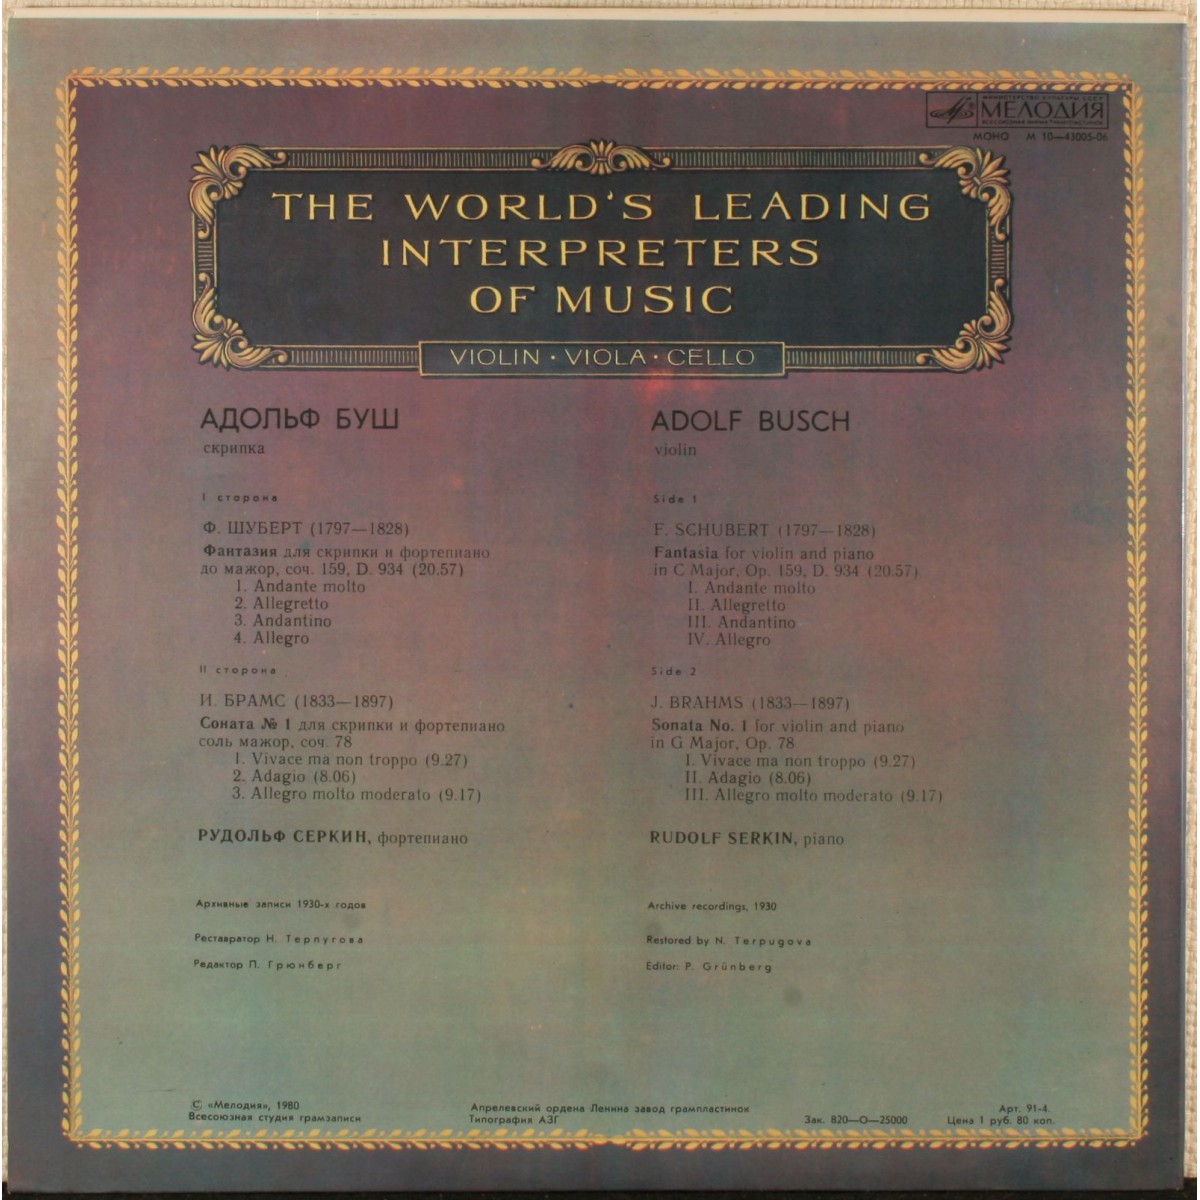 МИНИСТЕРСТВО КУЛЬТУРЫ СССР
МЕЛОДИЯ
ВСЕСОЮЗНАЯ ФИРМА ГРАМПЛАСТИНОК
МОНО М 10—43005-06
THE WORLD'S LEADING
INTERPRETERS
OF MUSIC
VIOLIN · VIOLA · CELLO
АДОЛЬФ БУШ
скрипка
I сторона
Ф. ШУБЕРТ (1797—1828)
Фантазия для скрипки и фортепиано
до мажор, соч. 159, D. 934 (20.57)
1. Andante molto
2. Allegretto
3. Andantino
4. Allegro
II сторона
И. БРАМС (1833—1897)
Соната № 1 для скрипки и фортепиано
соль мажор, соч. 78
1. Vivace ma non troppo (9.27)
2. Adagio (8.06)
3. Allegro molto moderato (9.17)
РУДОЛЬФ СЕРКИН, фортепиано
Архивные записи 1930-х годов
Реставратор Н. Терпугова
Редактор П. Грюнберг
ADOLF BUSCH
violin
Side 1
F. SCHUBERT (1797—1828)
Fantasia for violin and piano
in C Major, Op. 159, D. 934 (20.57)
I. Andante molto
II. Allegretto
III. Andantino
IV. Allegro
Side 2
J. BRAHMS (1833—1897)
Sonata No. 1 for violin and piano
in G Major, Op. 78
I. Vivace ma non troppo (9.27)
II. Adagio (8.06)
III. Allegro molto moderato (9.17)
RUDOLF SERKIN, piano
Archive recordings, 1930
Restored by N. Terpugova
Editor: P. Grünberg
© «Мелодия», 1980
Всесоюзная студия грамзаписи
Апрелевский ордена Ленина завод грампластинок
Типография АЗГ
Зак. 820—О—25000
Арт. 91-4.
Цена 1 руб. 80 коп.